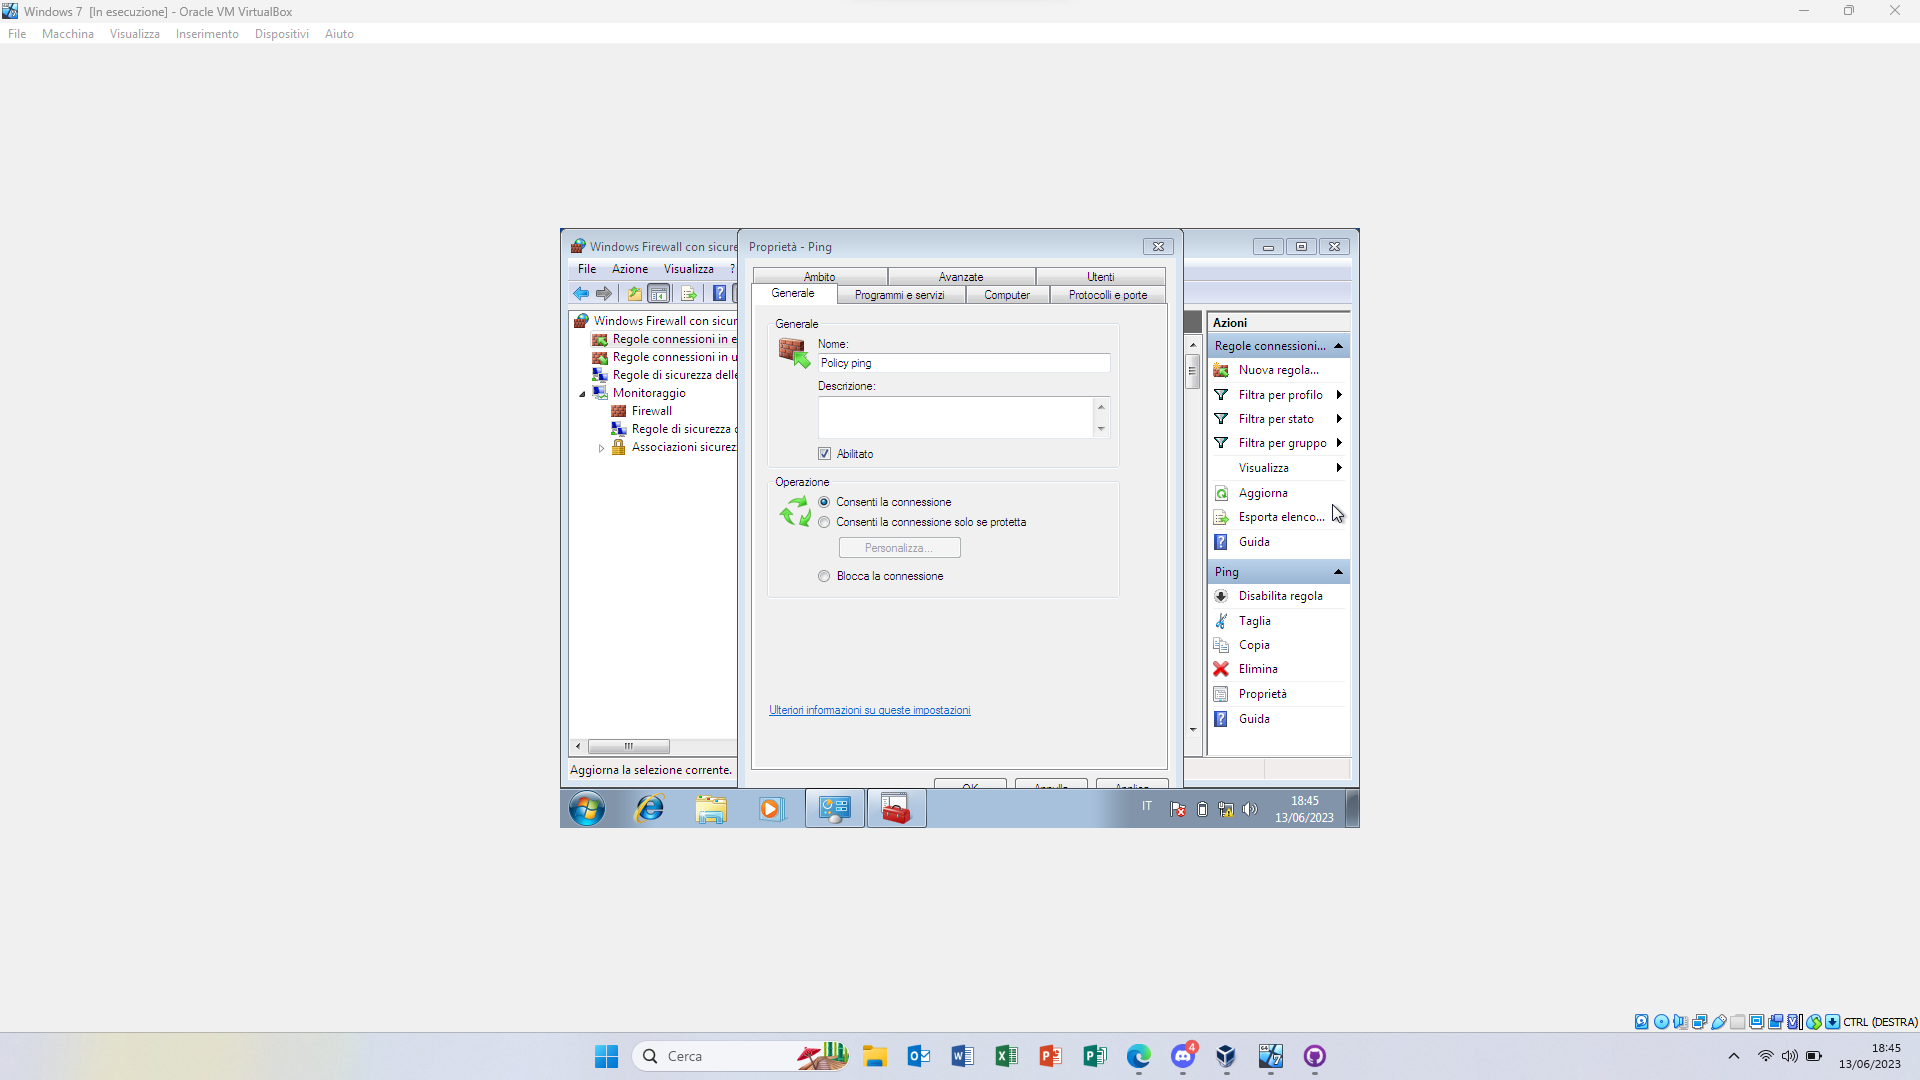 Windows 7 [In esecuzione] - Oracle VM VirtualBox
File Macchina Visualizza Inserimento Dispositivi Aiuto
Windows Firewall con sicure
File Azione Visualizza ?
Windows Firewall con sicur
Regole connessioni in e
Regole connessioni in u
Regole di sicurezza delle
Monitoraggio
Firewall
Regole di sicurezza
Associazioni sicurez
Aggiorna la selezione corrente.
Proprietà - Ping
Ambito Avanzate Utenti
Generale Programmi e servizi Computer Protocolli e porte
Generale
Nome:
Policy ping
Descrizione:
Abilitato
Operazione
Consenti la connessione
Consenti la connessione solo se protetta
Personalizza...
Blocca la connessione
Ulteriori informazioni su queste impostazioni
OK Annulla Applica
Azioni
Regole connessioni...
Nuova regola...
Filtra per profilo
Filtra per stato
Filtra per gruppo
Visualizza
Aggiorna
Esporta elenco...
Guida
Ping
Disabilita regola
Taglia
Copia
Elimina
Proprietà
Guida
IT
18:45
13/06/2023
CTRL (DESTRA)
Cerca
4
18:45
13/06/2023